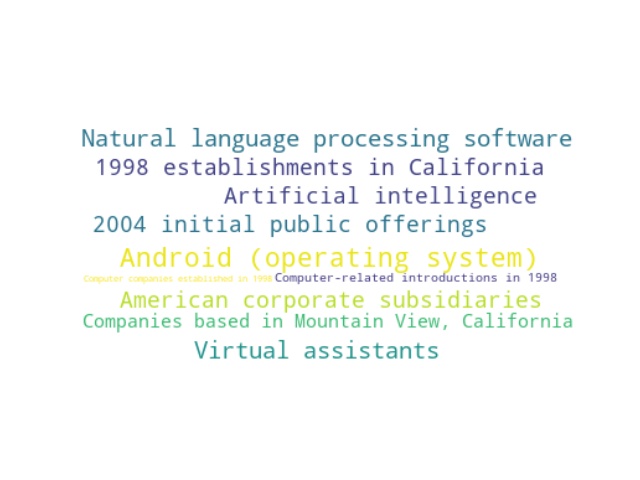 Natural language processing software
1998 establishments in California
Artificial intelligence
2004 initial public offerings
Android (operating system)
Computer companies established in 1998 Computer-related introductions in 1998
American corporate subsidiaries
Companies based in Mountain View, California
Virtual assistants